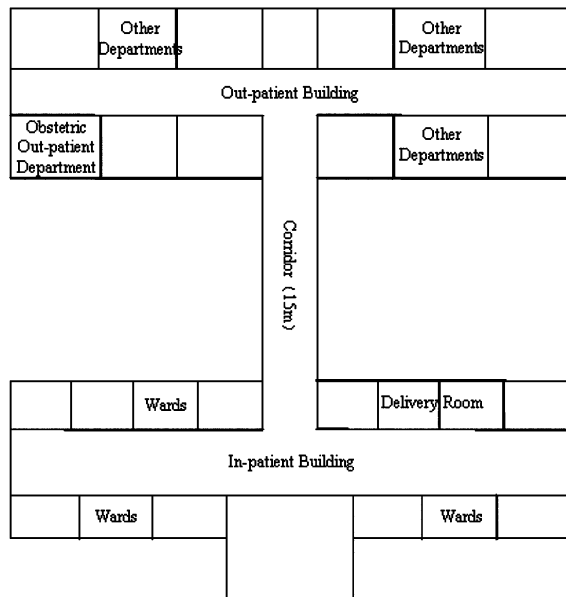 Other
Departments
Other
Departments
Out-patient Building
Obstetric
Out-patient
Department
Other
Departments
Corridor (15m)
Wards
Delivery Room
In-patient Building
Wards
Wards